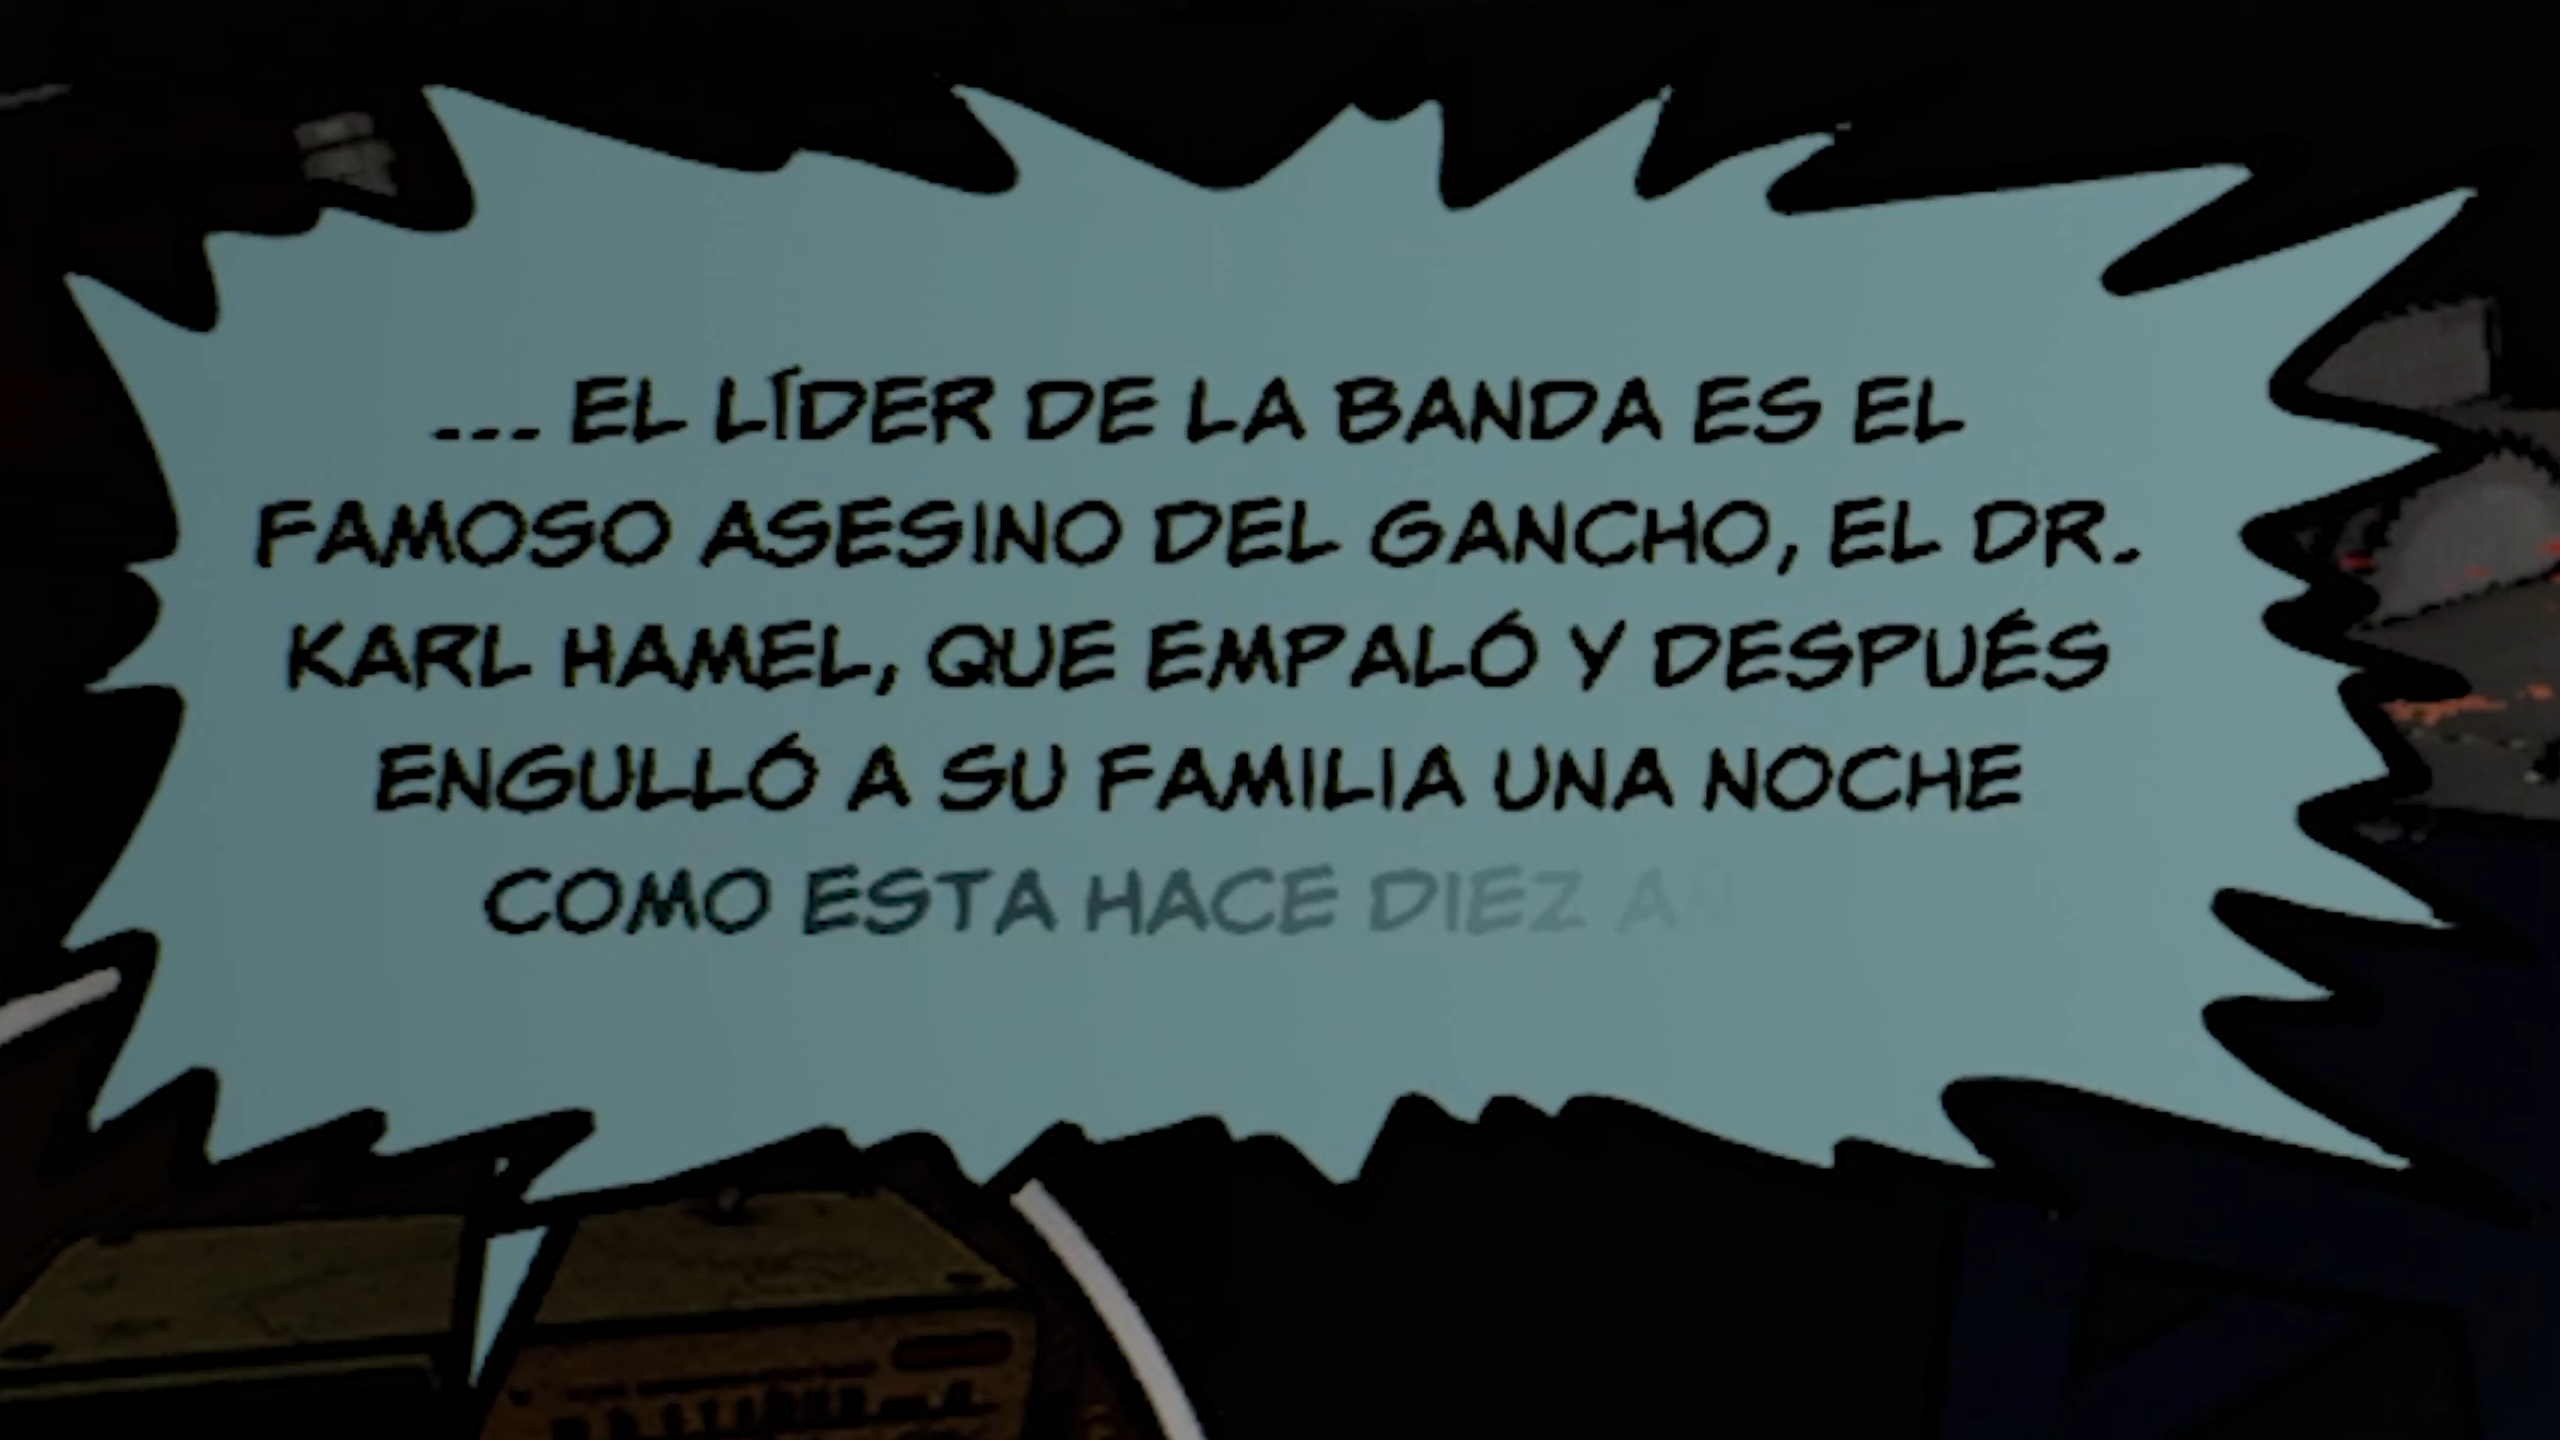 ... EL LÍDER DE LA BANDA ES EL
FAMOSO ASESINO DEL GANCHO, EL DR.
KARL HAMEL, QUE EMPALÓ Y DESPUÉS
ENGULLÓ A SU FAMILIA UNA NOCHE
COMO ESTA HACE DIEZ